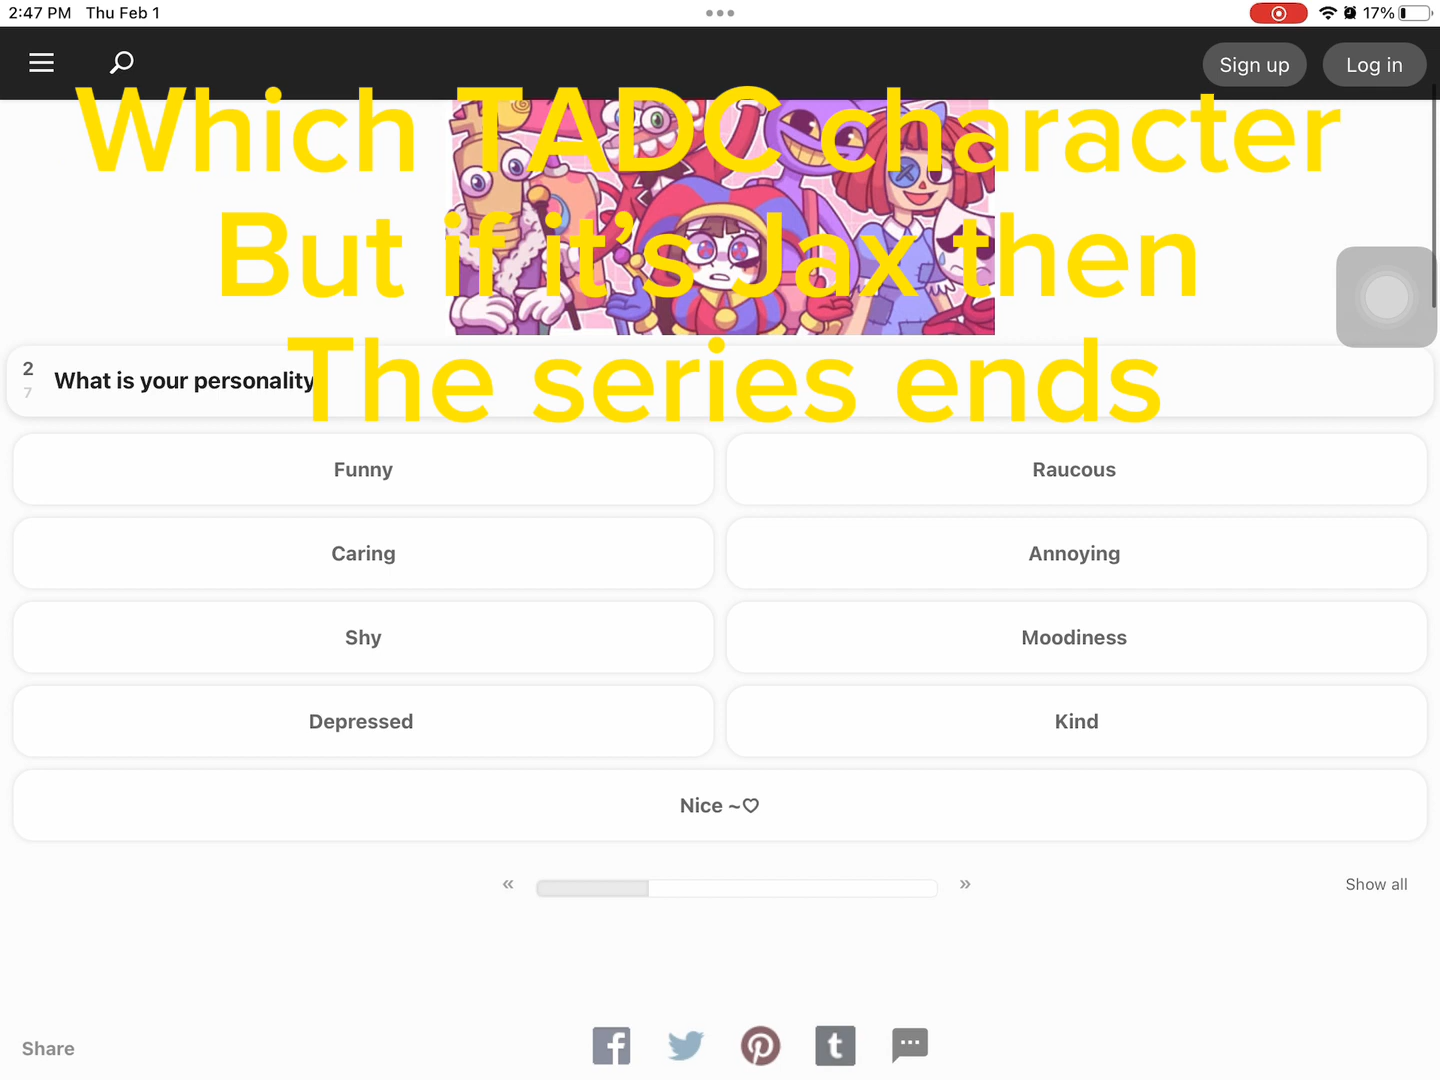 2:47 PM Thu Feb 1
17%
Sign up
Log in
Which TADC character
But if it's Jax then
The series ends
2
7
What is your personality
Funny
Raucous
Caring
Annoying
Shy
Moodiness
Depressed
Kind
Nice ~♡
«
»
Show all
Share